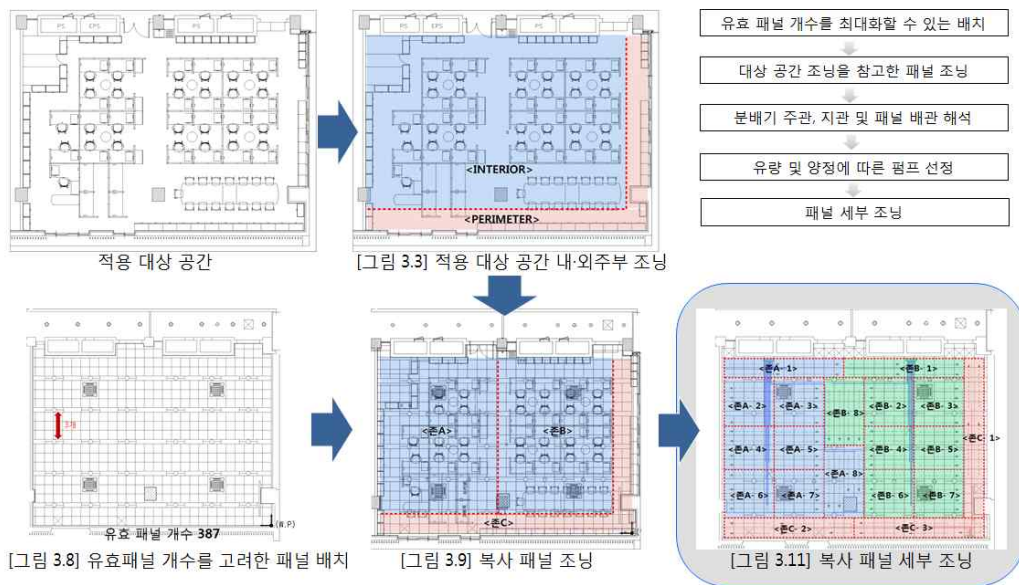 PS EPS PS
PS EPS PS
유효 패널 개수를 최대화할 수 있는 배치
대상 공간 조닝을 참고한 패널 조닝
분배기 주관, 지관 및 패널 배관 해석
유량 및 양정에 따른 펌프 선정
패널 세부 조닝
<INTERIOR>
<PERIMETER>
적용 대상 공간
[그림 3.3] 적용 대상 공간 내·외주부 조닝
유효 패널 개수 387
(N.P)
<존A>
<존B>
<존C>
<존A- 1>
<존B- 1>
<존A- 2>
<존A- 3>
<존B- 8>
<존B- 2>
<존B- 3>
<존C- 1>
<존A- 4>
<존A- 5>
<존B- 4>
<존B- 5>
<존A- 8>
<존A- 6>
<존A- 7>
<존B- 6>
<존B- 7>
<존C- 2>
<존C- 3>
[그림 3.8] 유효패널 개수를 고려한 패널 배치
[그림 3.9] 복사 패널 조닝
[그림 3.11] 복사 패널 세부 조닝